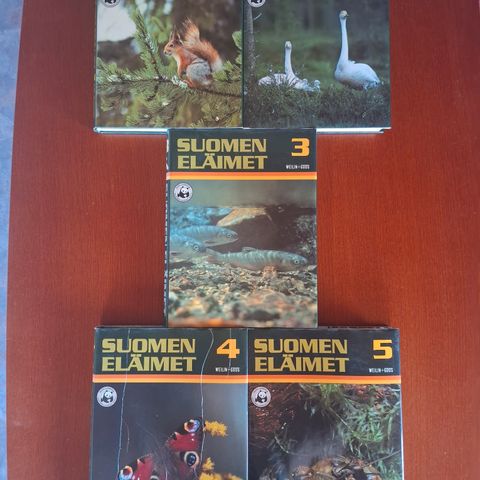 SUOMEN
ELÄIMET
3
WEILIN+GÖÖS
SUOMEN
ELÄIMET
4
WEILIN+GÖÖS
SUOMEN
ELÄIMET
5
WEILIN+GÖÖS